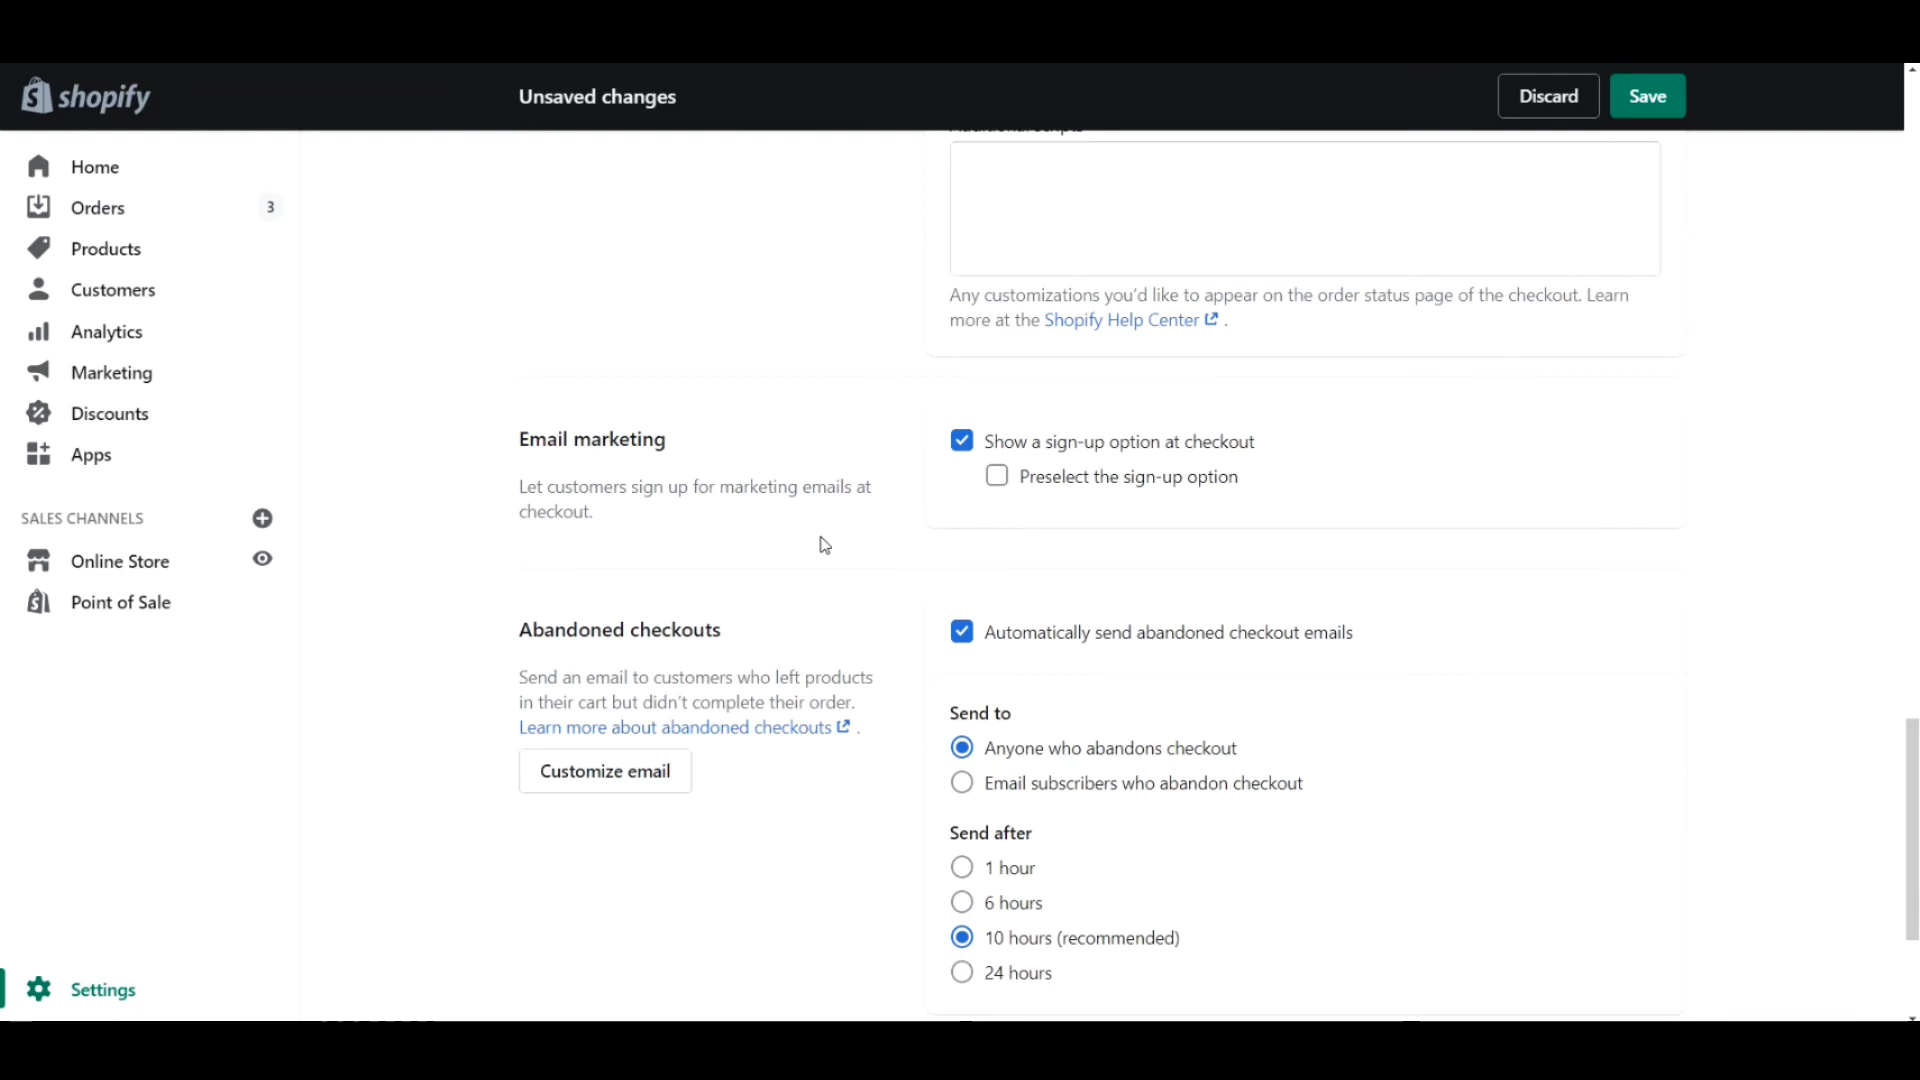 shopify
Unsaved changes
Discard
Save
Home
Orders
3
Products
Customers
Analytics
Marketing
Discounts
Apps
SALES CHANNELS
Online Store
Point of Sale
Settings
Any customizations you'd like to appear on the order status page of the checkout. Learn
more at the Shopify Help Center .
Email marketing
Let customers sign up for marketing emails at
checkout.
Show a sign-up option at checkout
Preselect the sign-up option
Abandoned checkouts
Send an email to customers who left products
in their cart but didn't complete their order.
Learn more about abandoned checkouts .
Customize email
Automatically send abandoned checkout emails
Send to
Anyone who abandons checkout
Email subscribers who abandon checkout
Send after
1 hour
6 hours
10 hours (recommended)
24 hours